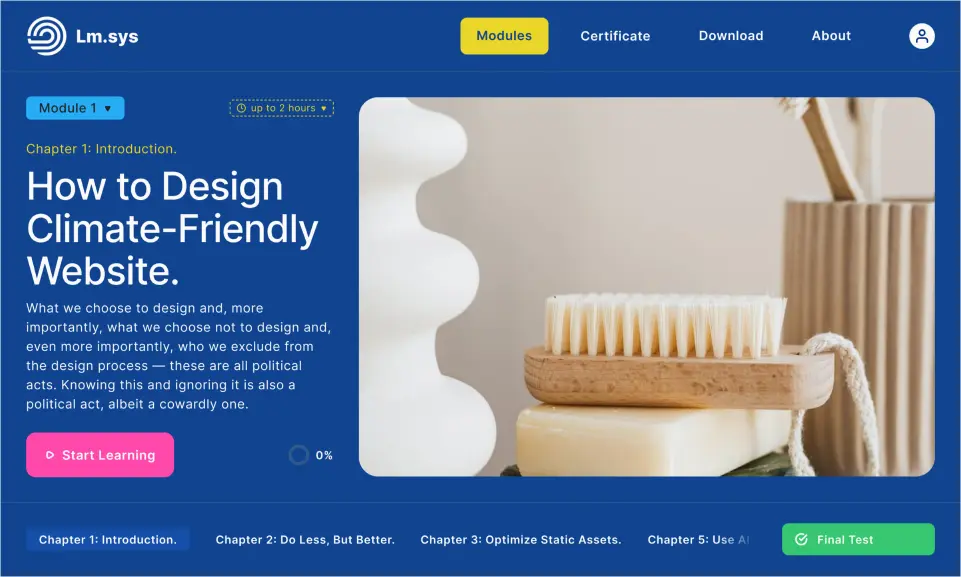 Lm.sys
Modules
Certificate
Download
About
Module 1
up to 2 hours
Chapter 1: Introduction.
How to Design
Climate-Friendly
Website.
What we choose to design and, more
importantly, what we choose not to design and,
even more importantly, who we exclude from
the design process — these are all political
acts. Knowing this and ignoring it is also a
political act, albeit a cowardly one.
Start Learning
0%
Chapter 1: Introduction.
Chapter 2: Do Less, But Better.
Chapter 3: Optimize Static Assets.
Chapter 5: Use
Final Test